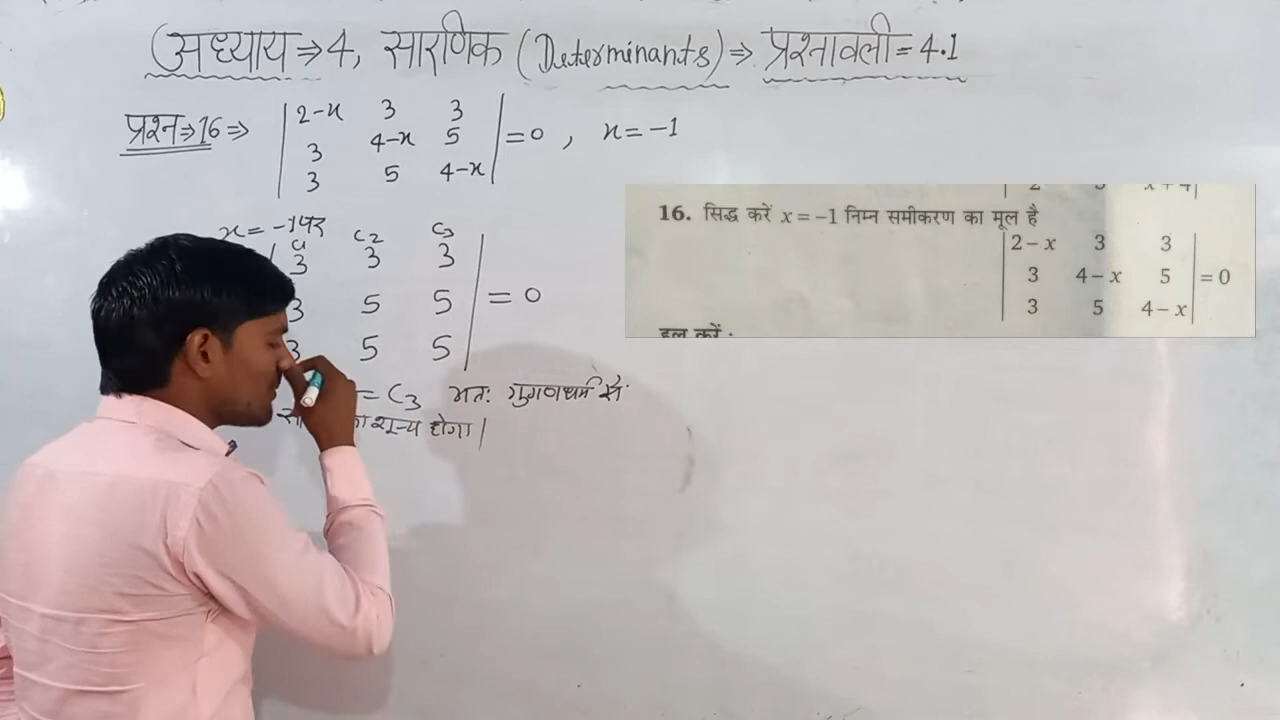 अध्याय ⇒ 4, सारणिक (Determinants) ⇒ प्रश्नावली = 4.1
प्रश्न ⇒ 16 ⇒
2-x 3 3
3 4-x 5
3 5 4-x
= 0 , x = -1
x = -1 पर
C1 C2 C3
3 3 3
3 5 5
3 5 5
= 0
= C3 अतः गुणधर्म से
का शून्य होगा|
16. सिद्ध करें x = –1 निम्न समीकरण का मूल है
2 – x 3 3
3 4 – x 5
3 5 4 – x
= 0
हल करें :